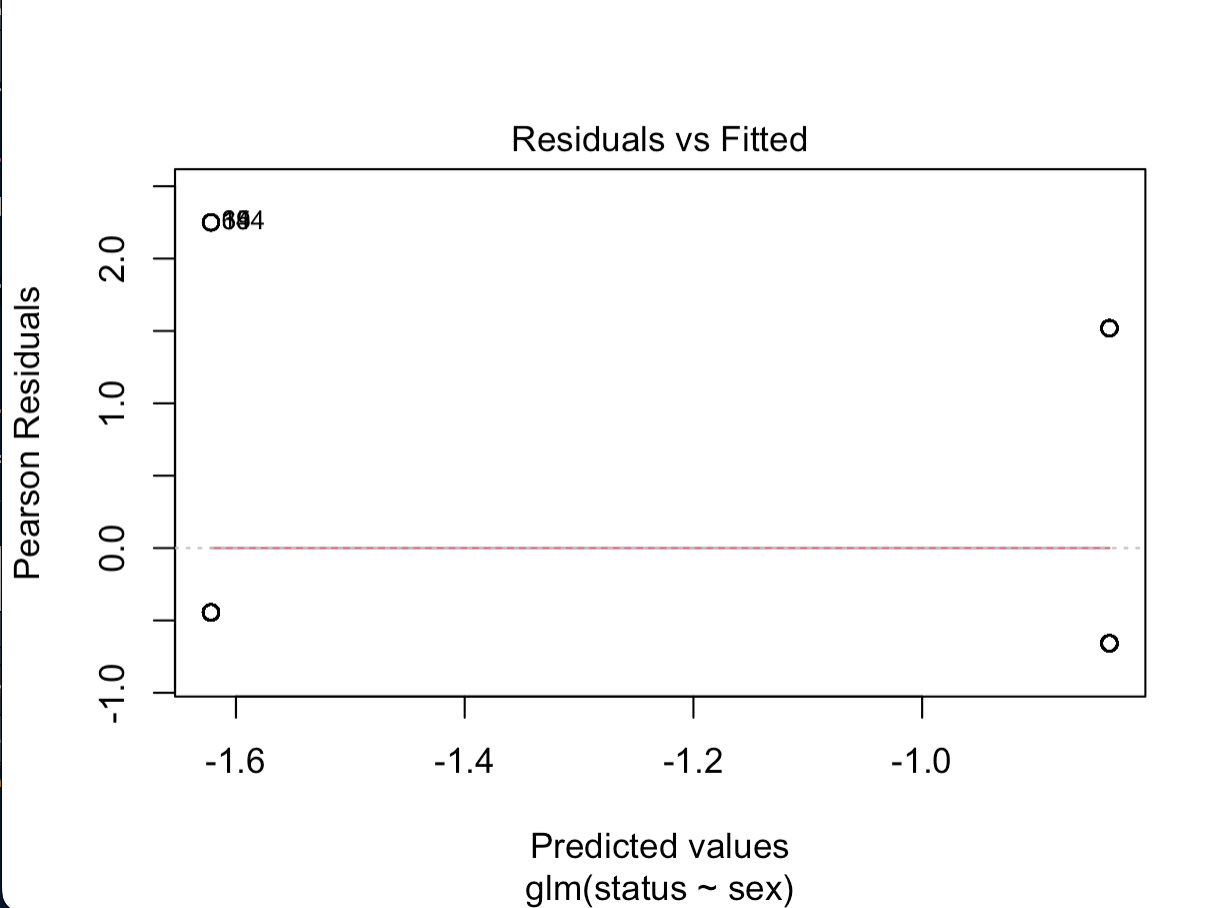 Residuals vs Fitted
Pearson Residuals
2.0
1.0
0.0
-1.0
-1.6
-1.4
-1.2
-1.0
Predicted values
glm(status ~ sex)